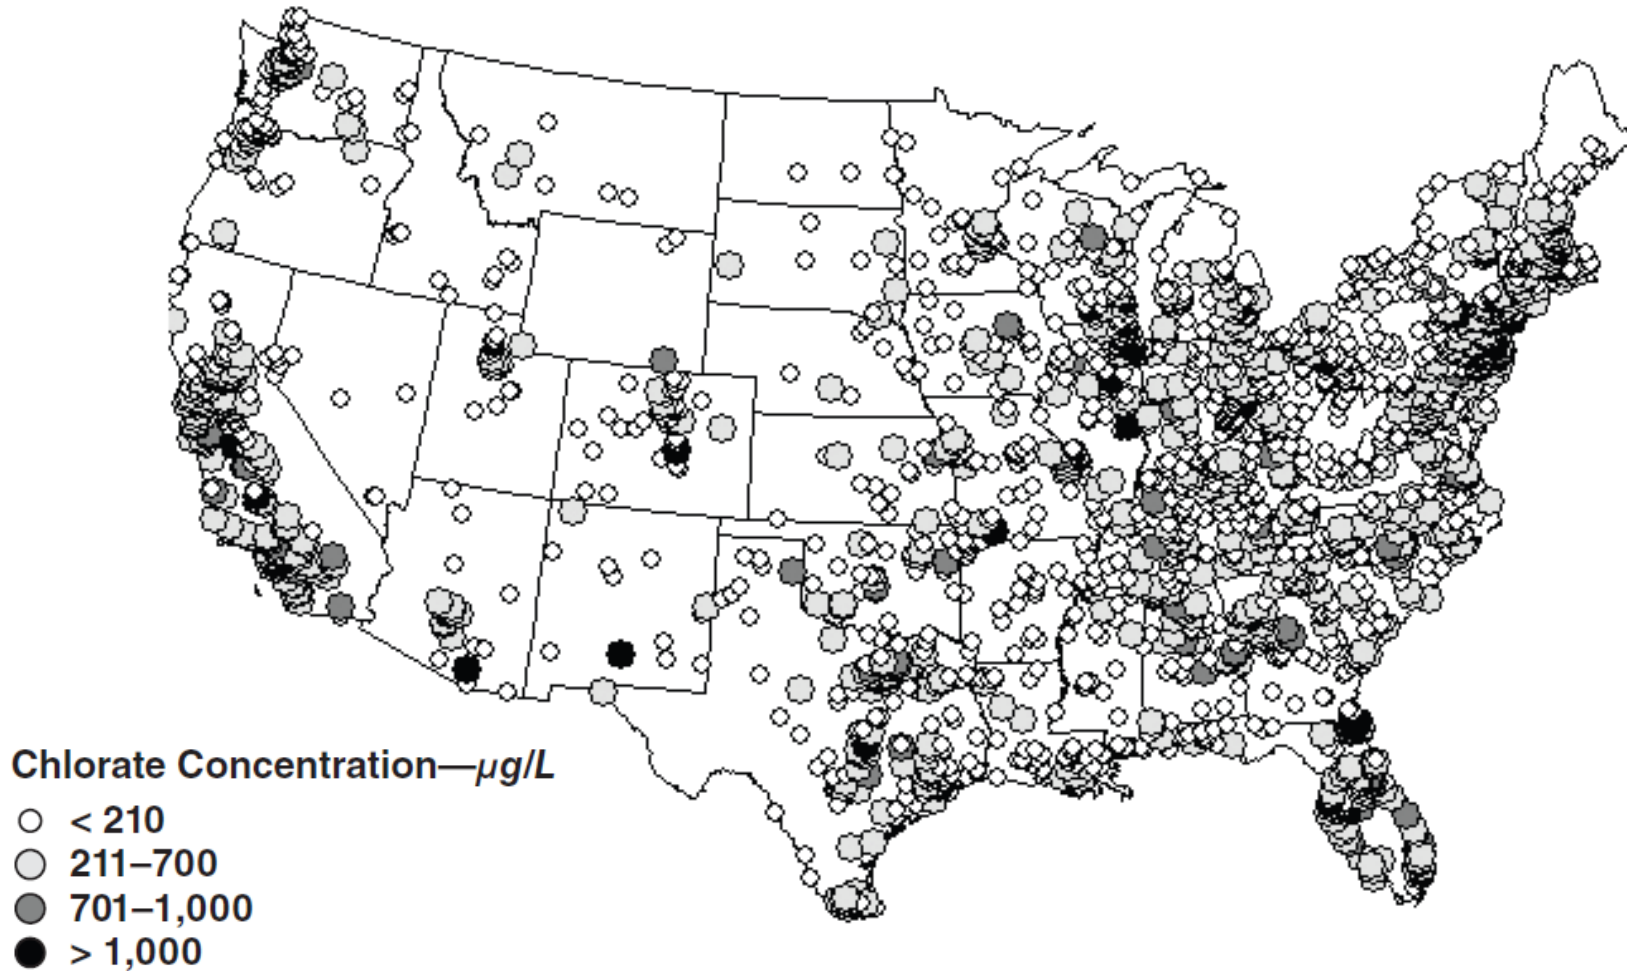 Chlorate Concentration—µg/L
< 210
211–700
701–1,000
> 1,000